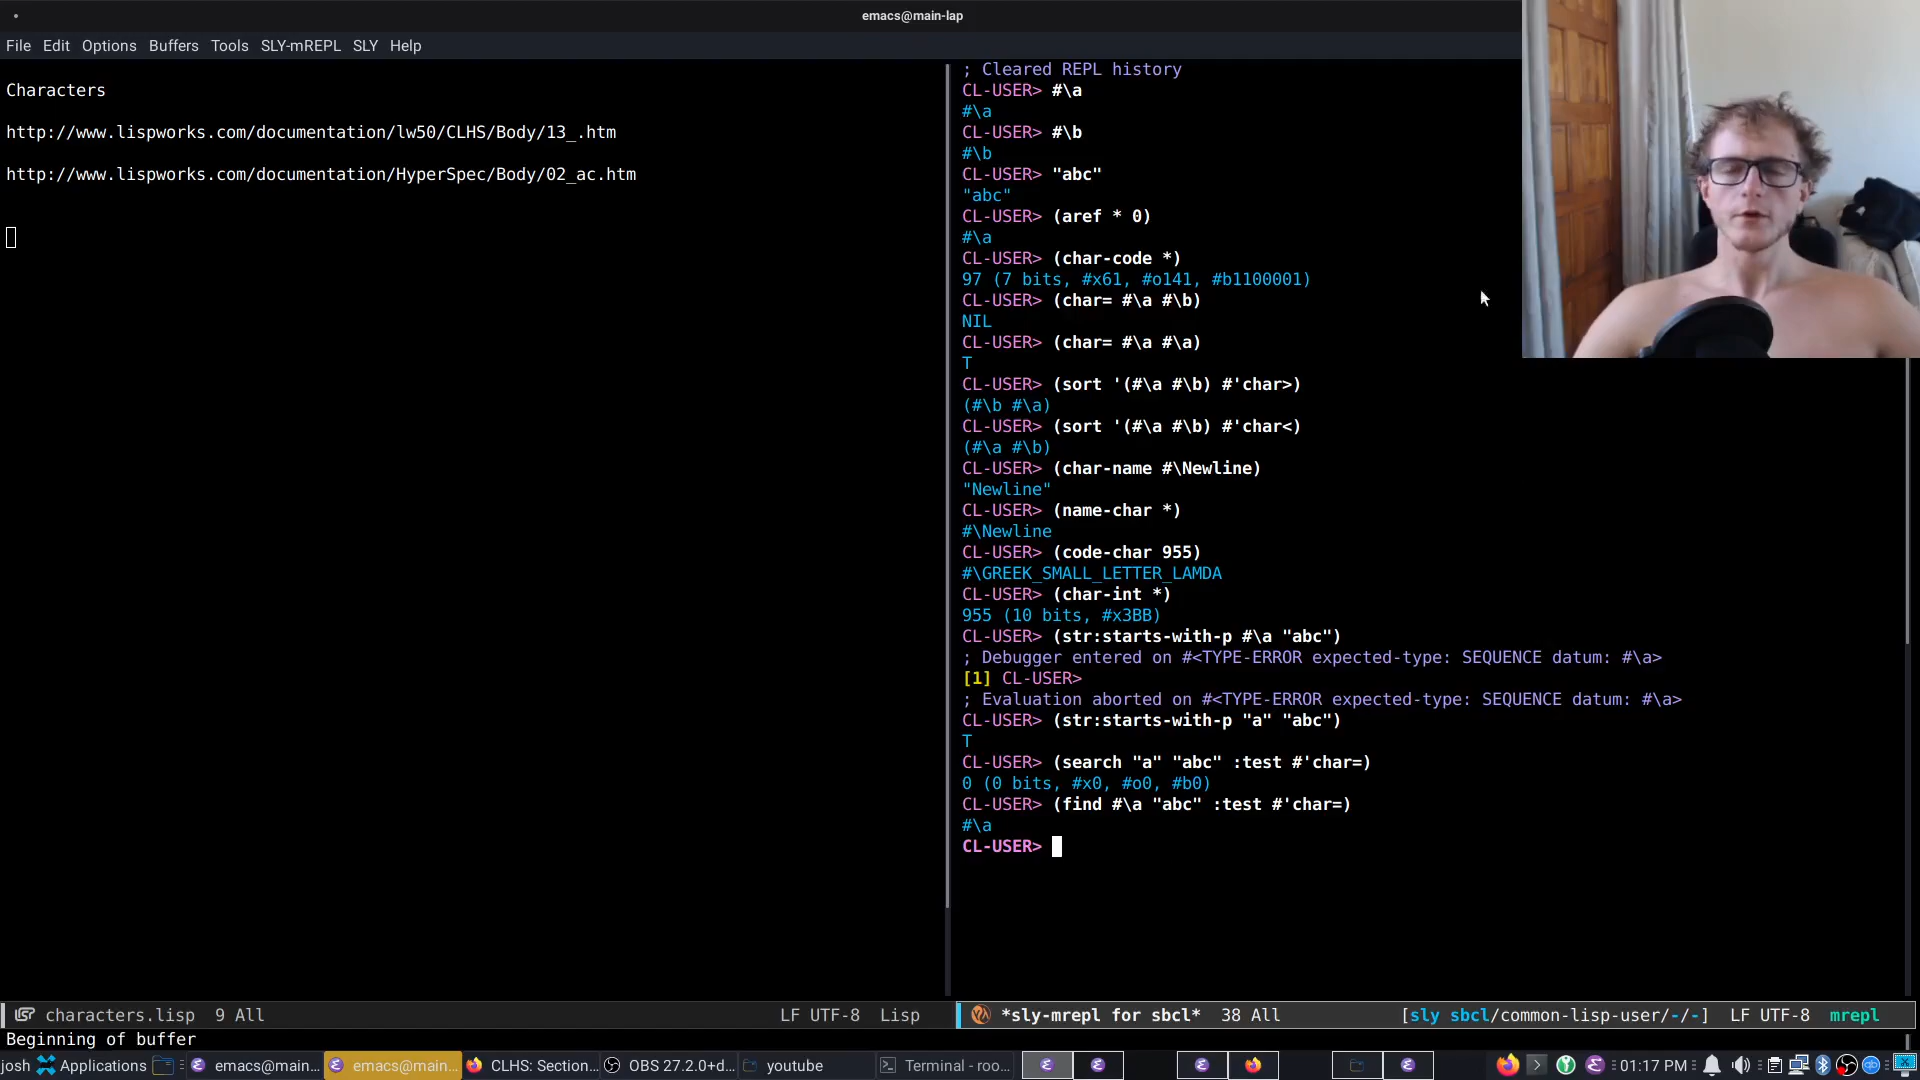 emacs@main-lap
File Edit Options Buffers Tools SLY-mREPL SLY Help
Characters
http://www.lispworks.com/documentation/lw50/CLHS/Body/13_.htm
http://www.lispworks.com/documentation/HyperSpec/Body/02_ac.htm
; Cleared REPL history
CL-USER> #\a
#\a
CL-USER> #\b
#\b
CL-USER> "abc"
"abc"
CL-USER> (aref * 0)
#\a
CL-USER> (char-code *)
97 (7 bits, #x61, #o141, #b1100001)
CL-USER> (char= #\a #\b)
NIL
CL-USER> (char= #\a #\a)
T
CL-USER> (sort '(#\a #\b) #'char>)
(#\b #\a)
CL-USER> (sort '(#\a #\b) #'char<)
(#\a #\b)
CL-USER> (char-name #\Newline)
"Newline"
CL-USER> (name-char *)
#\Newline
CL-USER> (code-char 955)
#\GREEK_SMALL_LETTER_LAMDA
CL-USER> (char-int *)
955 (10 bits, #x3BB)
CL-USER> (str:starts-with-p #\a "abc")
; Debugger entered on #<TYPE-ERROR expected-type: SEQUENCE datum: #\a>
[1] CL-USER>
; Evaluation aborted on #<TYPE-ERROR expected-type: SEQUENCE datum: #\a>
CL-USER> (str:starts-with-p "a" "abc")
T
CL-USER> (search "a" "abc" :test #'char=)
0 (0 bits, #x0, #o0, #b0)
CL-USER> (find #\a "abc" :test #'char=)
#\a
CL-USER>
characters.lisp 9 All LF UTF-8 Lisp
*sly-mrepl for sbcl* 38 All [sly sbcl/common-lisp-user/-/-] LF UTF-8 mrepl
Beginning of buffer
josh Applications emacs@main... emacs@main... CLHS: Section... OBS 27.2.0+d... youtube Terminal - roo... 01:17 PM